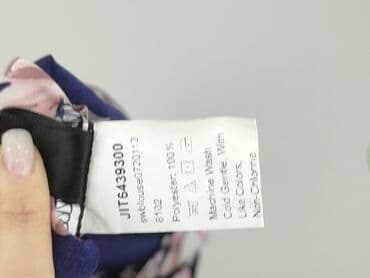 JIT6439300
swblouse0720112
8102
Polyester: 100%
Machine Wash
Cold Gentle. With
Like Colors.
Non-Chlorine